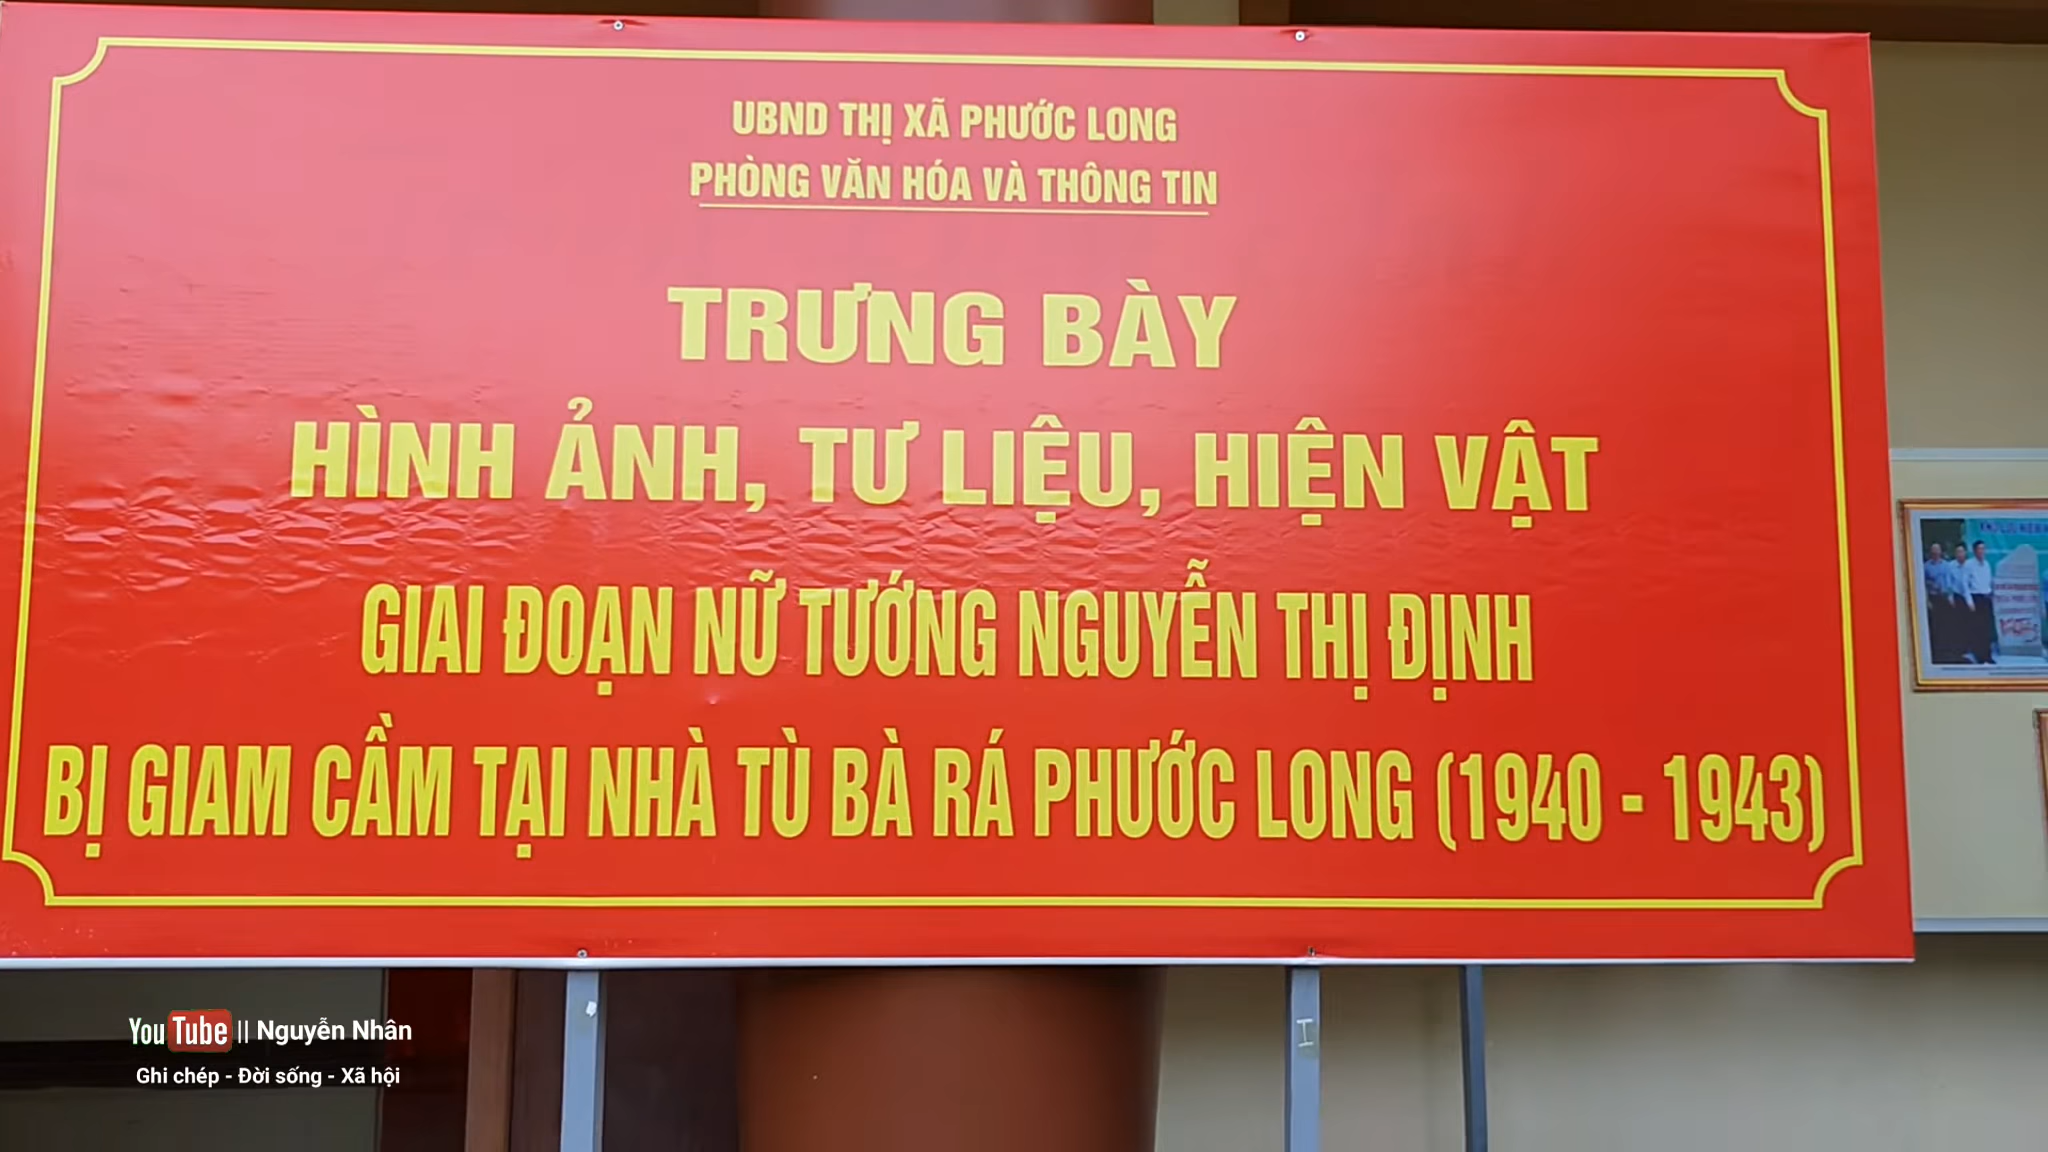 UBND THỊ XÃ PHƯỚC LONG
PHÒNG VĂN HÓA VÀ THÔNG TIN
TRƯNG BÀY
HÌNH ẢNH, TƯ LIỆU, HIỆN VẬT
GIAI ĐOẠN NỮ TƯỚNG NGUYỄN THỊ ĐỊNH
BỊ GIAM CẦM TẠI NHÀ TÙ BÀ RÁ PHƯỚC LONG (1940 - 1943)
YouTube || Nguyễn Nhân
Ghi chép - Đời sống - Xã hội